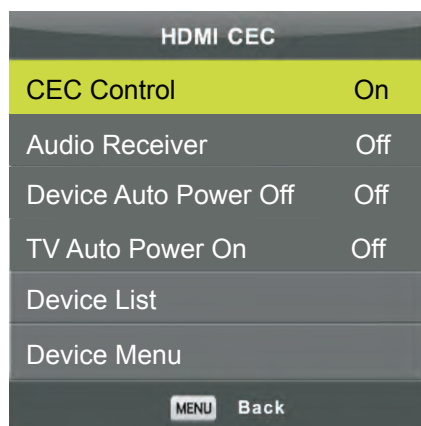 HDMI CEC
CEC Control On
Audio Receiver Off
Device Auto Power Off Off
TV Auto Power On Off
Device List
Device Menu
MENU Back